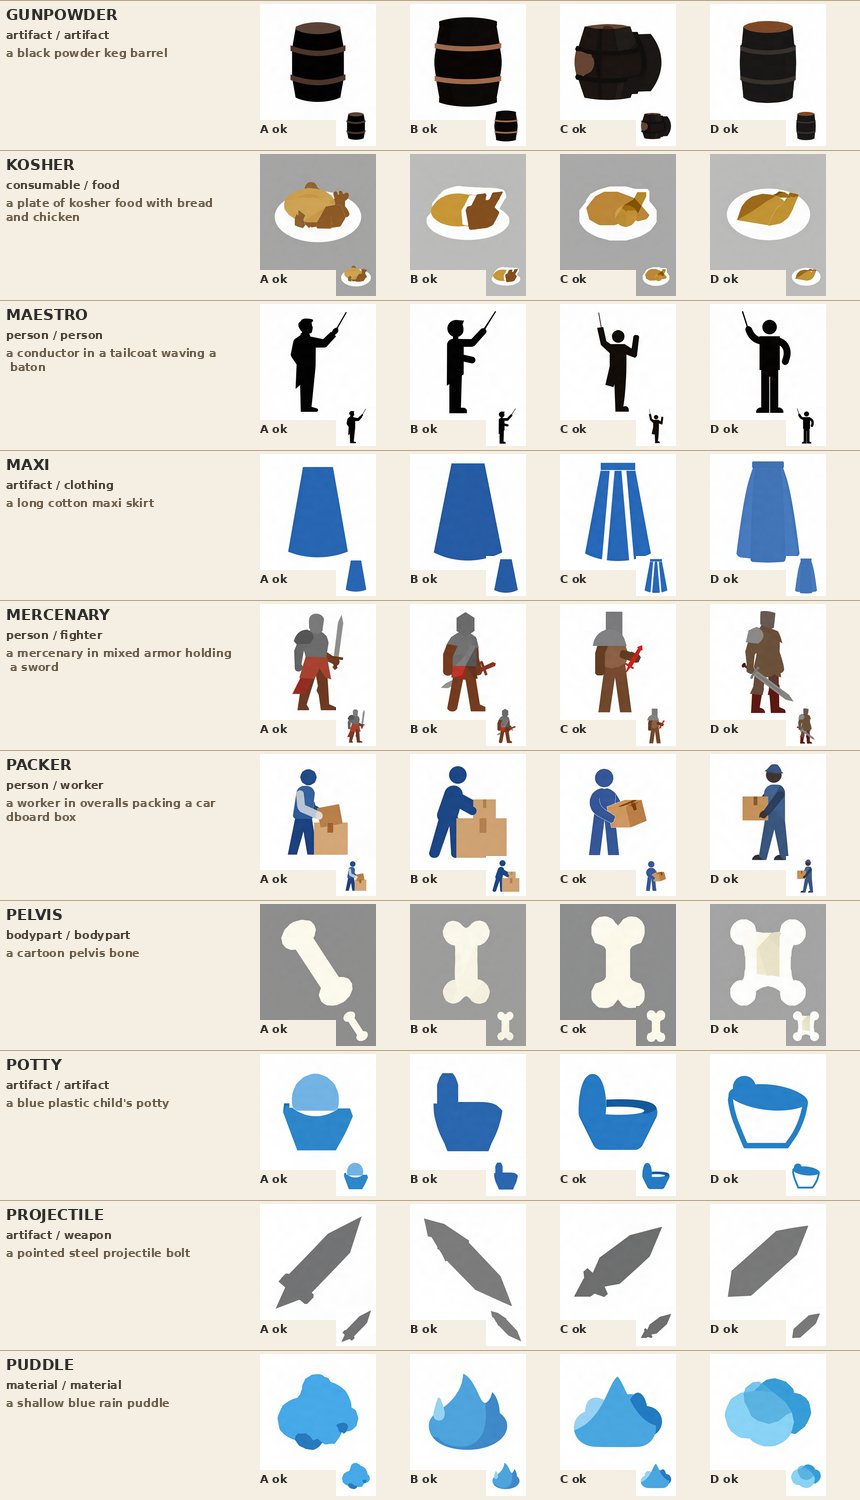 GUNPOWDER
artifact / artifact
a black powder keg barrel
A ok
B ok
C ok
D ok
KOSHER
consumable / food
a plate of kosher food with bread
and chicken
A ok
B ok
C ok
D ok
MAESTRO
person / person
a conductor in a tailcoat waving a
baton
A ok
B ok
C ok
D ok
MAXI
artifact / clothing
a long cotton maxi skirt
A ok
B ok
C ok
D ok
MERCENARY
person / fighter
a mercenary in mixed armor holding
a sword
A ok
B ok
C ok
D ok
PACKER
person / worker
a worker in overalls packing a car
dboard box
A ok
B ok
C ok
D ok
PELVIS
bodypart / bodypart
a cartoon pelvis bone
A ok
B ok
C ok
D ok
POTTY
artifact / artifact
a blue plastic child's potty
A ok
B ok
C ok
D ok
PROJECTILE
artifact / weapon
a pointed steel projectile bolt
A ok
B ok
C ok
D ok
PUDDLE
material / material
a shallow blue rain puddle
A ok
B ok
C ok
D ok